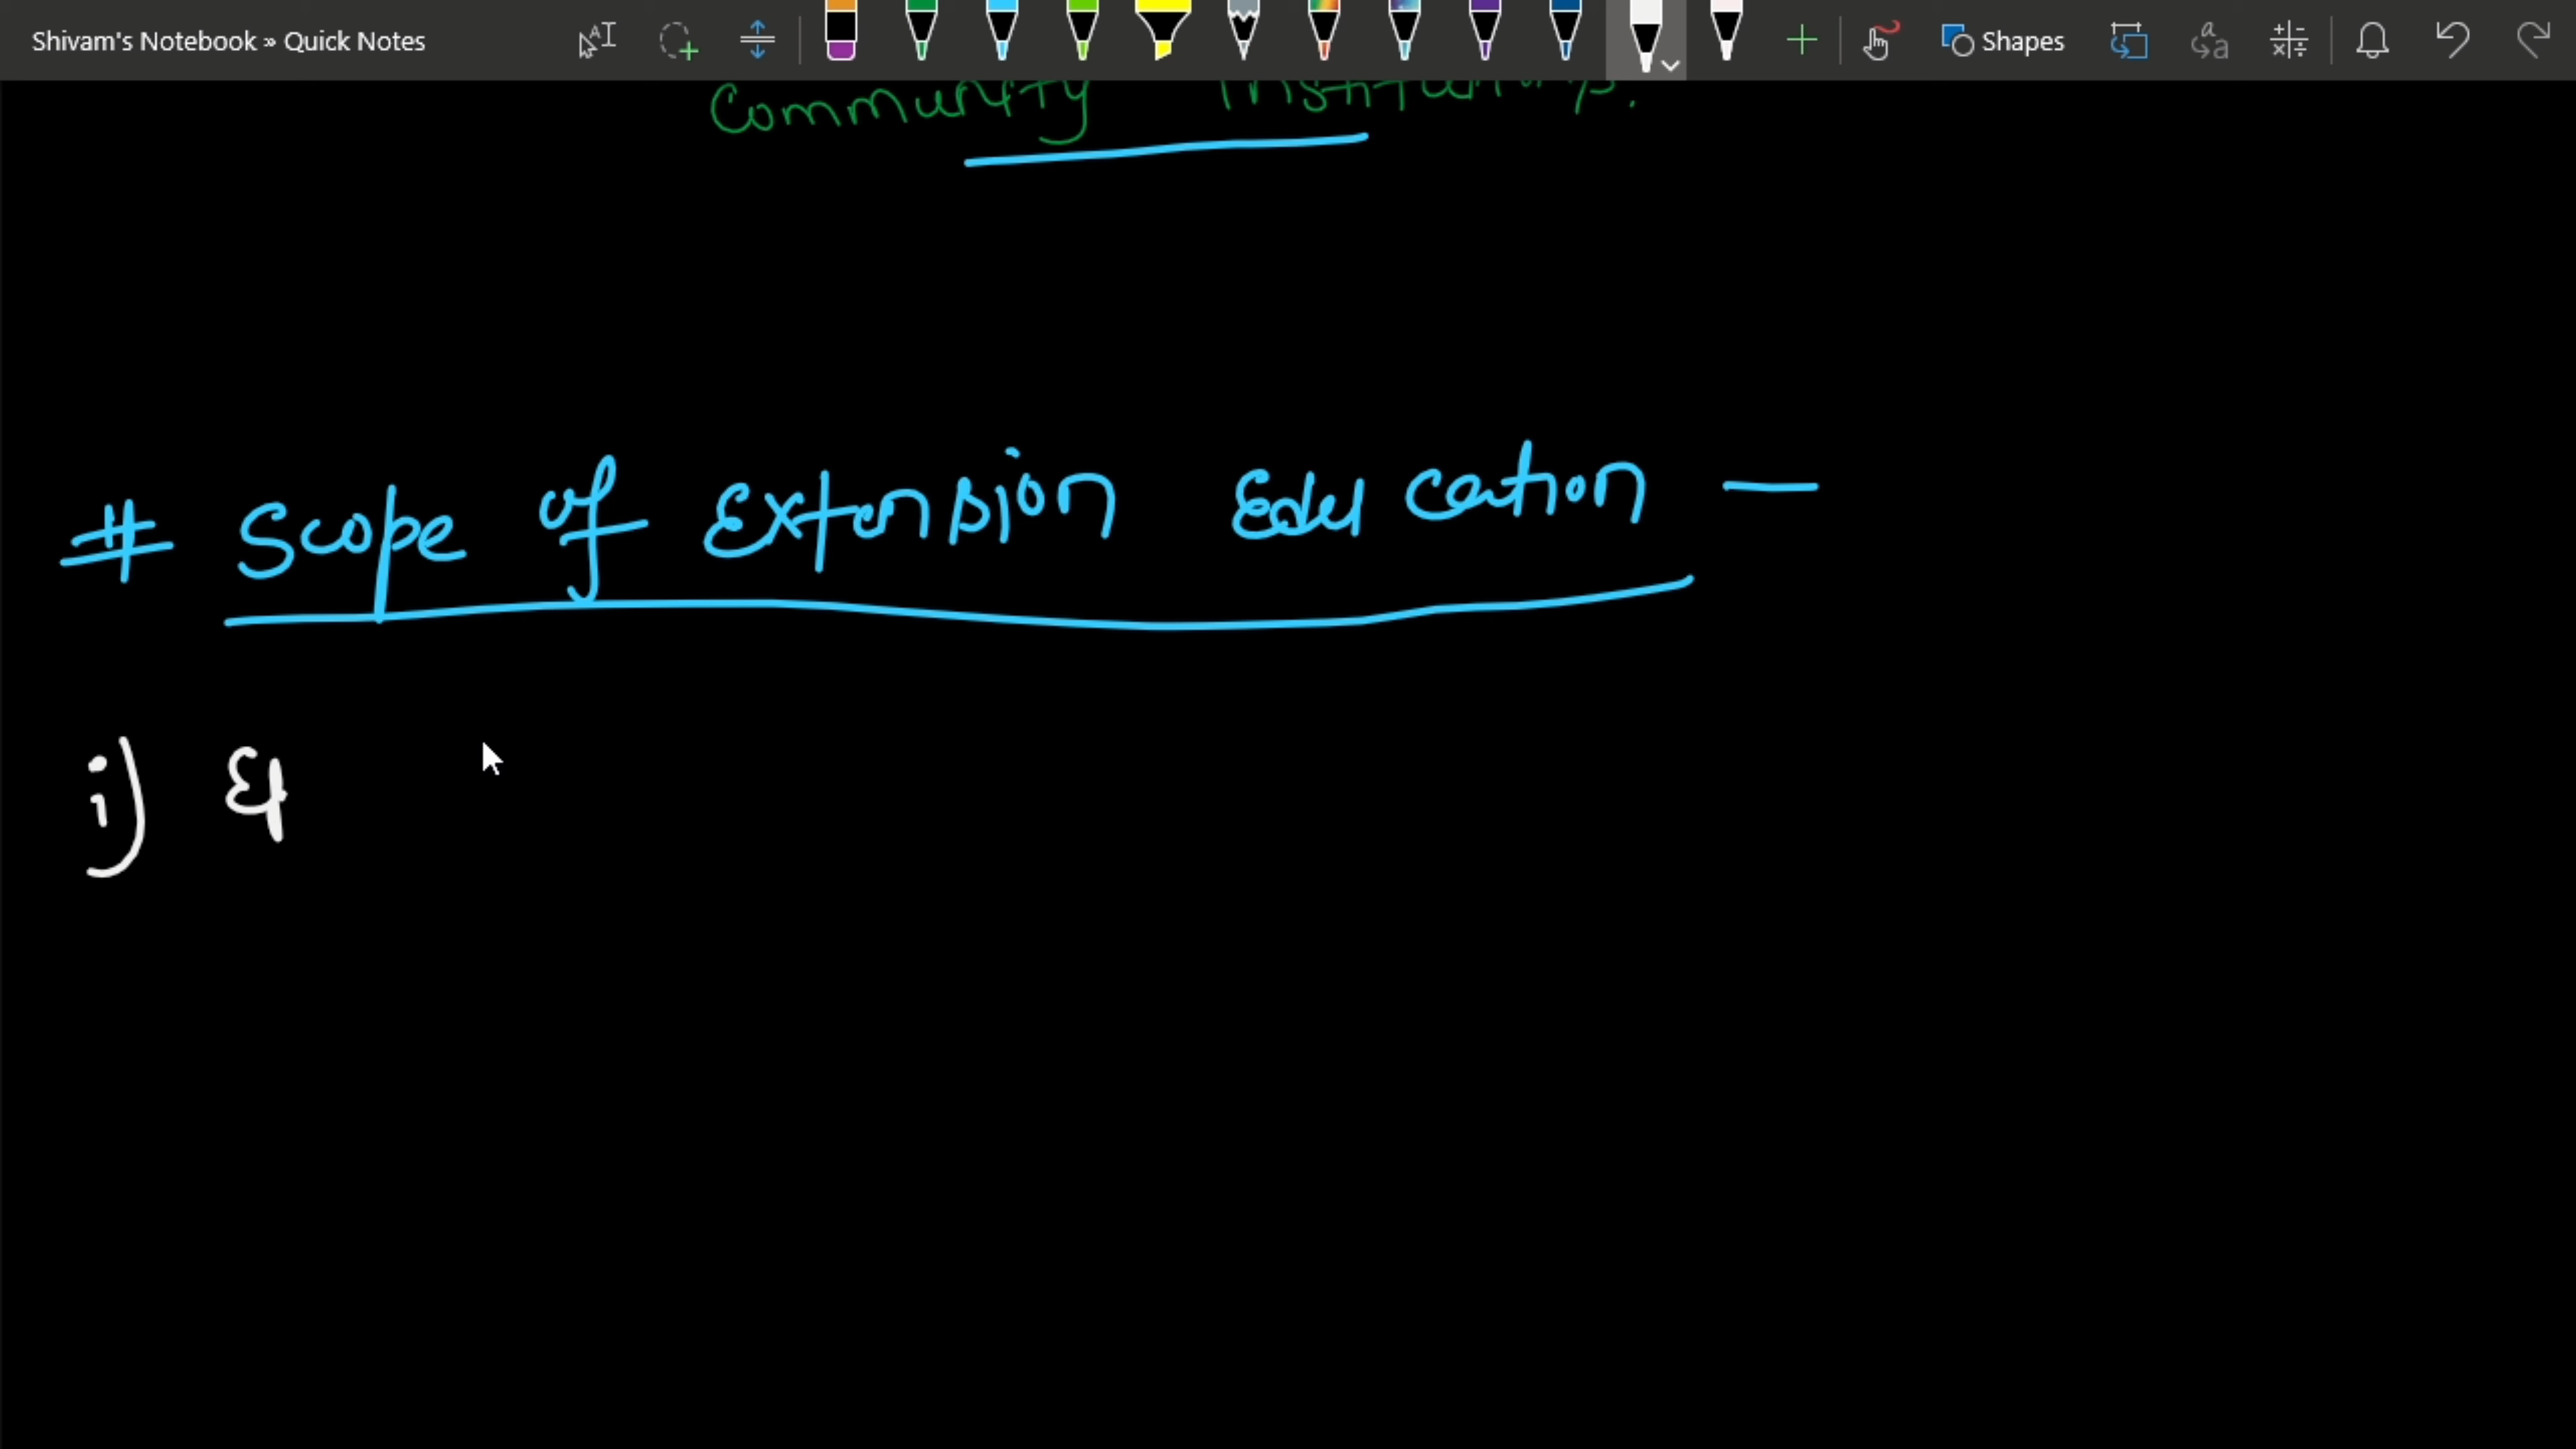 Shivam's Notebook » Quick Notes
Shapes
Community
# Scope of Extension Education —
i)